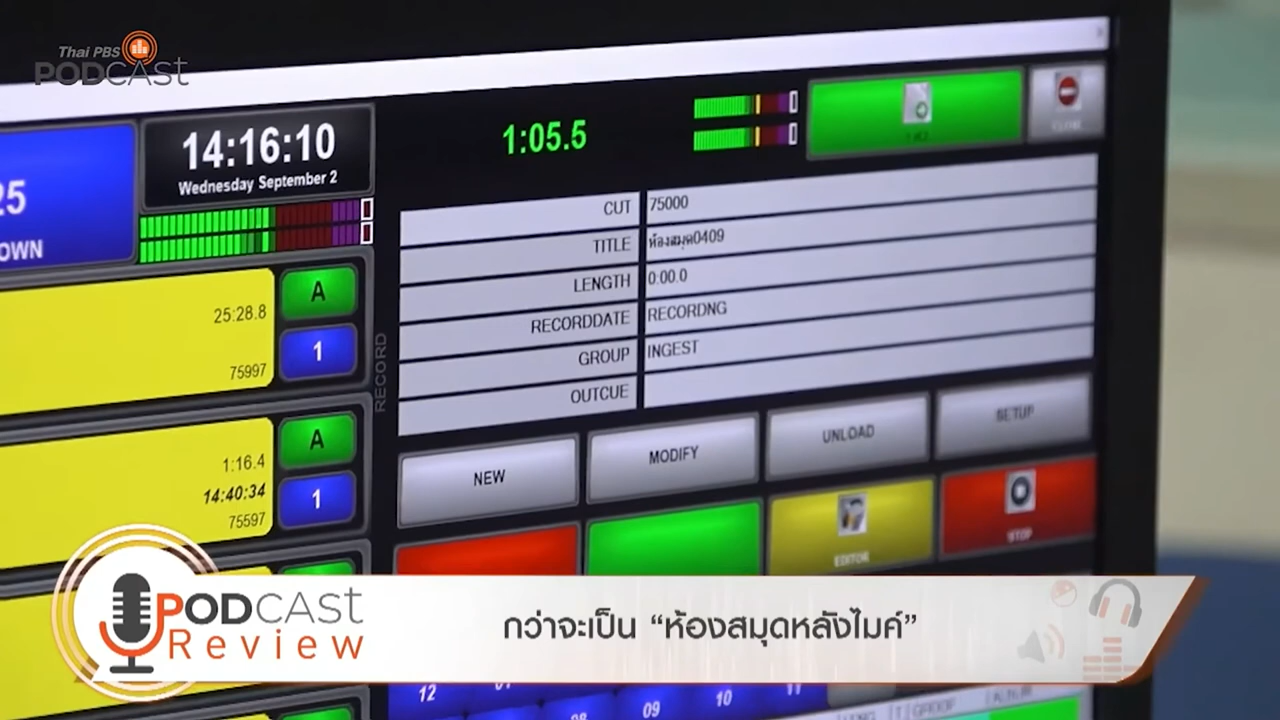 Thai PBS
PODCAST
14:16:10
Wednesday September 2
1:05.5
25
OWN
CUT 75000
TITLE ห้องสมุด0409
LENGTH 0:00.0
RECORDDATE RECORDNG
GROUP INGEST
OUTCUE
RECORD
25:28.8
A
75997
1
1:16.4
A
14:40:34
75597
1
NEW
MODIFY
UNLOAD
SETUP
EDITOR
STOP
PODCAST
Review
กว่าจะเป็น “ห้องสมุดหลังไมค์”
12
09
10
11
GROUP